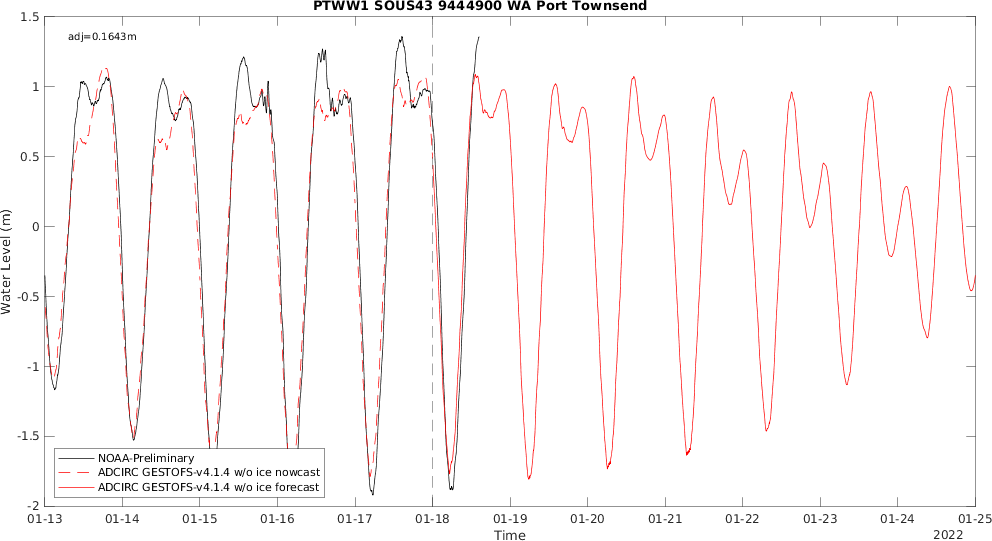 PTWW1 SOUS43 9444900 WA Port Townsend
adj=0.1643m
1.5
1
0.5
0
-0.5
-1
-1.5
-2
Water Level (m)
NOAA-Preliminary
ADCIRC GESTOFS-v4.1.4 w/o ice nowcast
ADCIRC GESTOFS-v4.1.4 w/o ice forecast
01-13 01-14 01-15 01-16 01-17 01-18 01-19 01-20 01-21 01-22 01-23 01-24 01-25
Time
2022